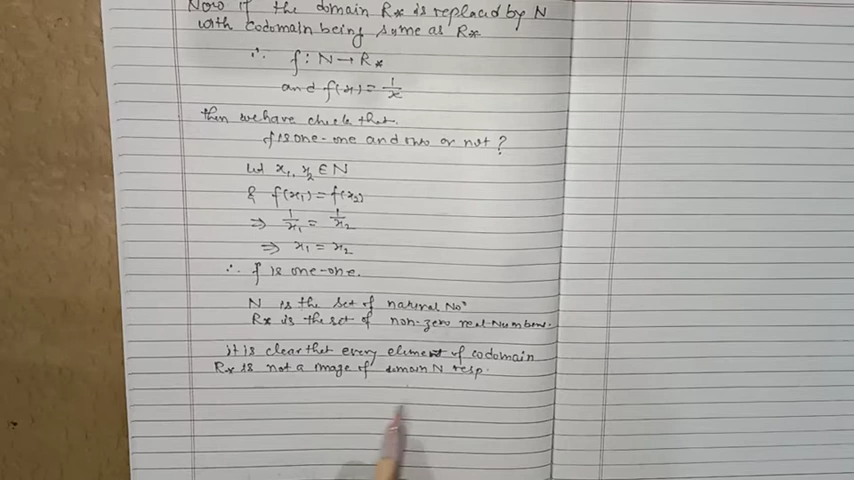 Now if the domain R* is replaced by N
with codomain being same as R*
∴ f : N → R*
and f(x) = 1/x
then we have check that.
f is one-one and onto or not ?
Let x₁, x₂ ∈ N
& f(x₁) = f(x₂)
⇒ 1/x₁ = 1/x₂
⇒ x₁ = x₂
∴ f is one-one.
N is the set of natural No.
R* is the set of non-zero real Numbers.
it is clear that every element of codomain
R* is not a image of domain N resp.